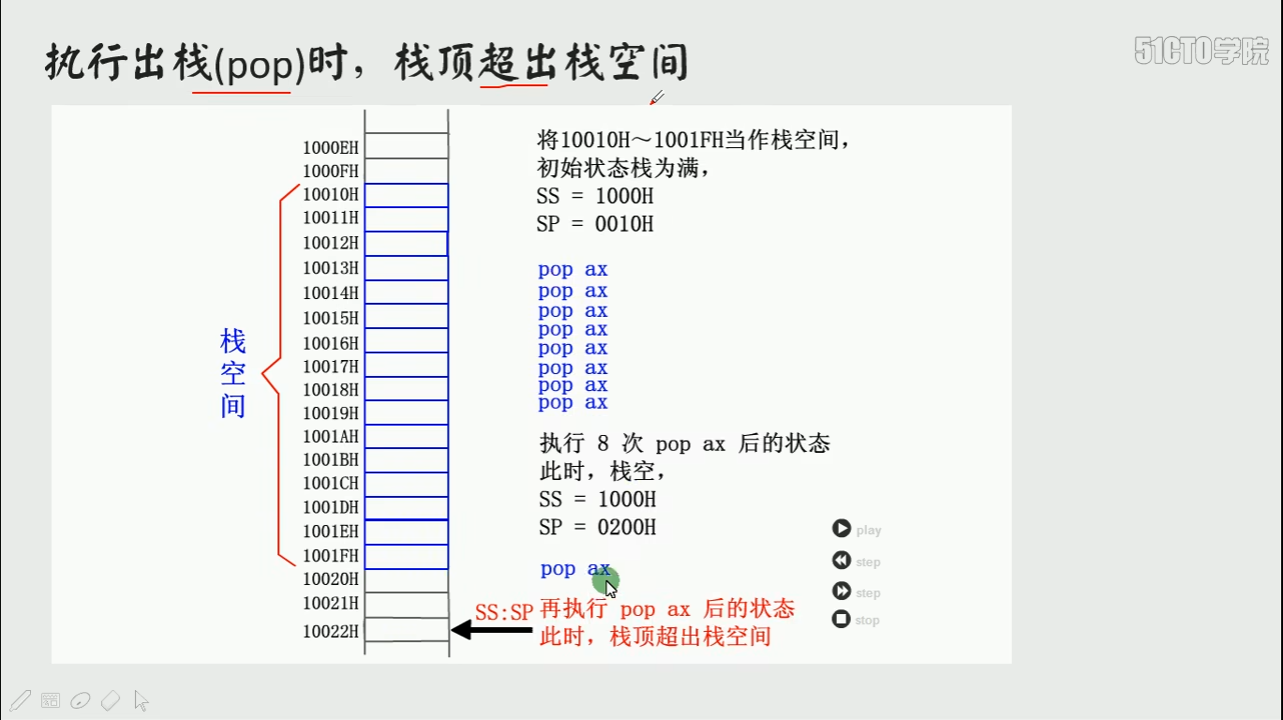 执行出栈(pop)时，栈顶超出栈空间
51CTO学院
1000EH
1000FH
10010H
10011H
10012H
10013H
10014H
10015H
10016H
10017H
10018H
10019H
1001AH
1001BH
1001CH
1001DH
1001EH
1001FH
10020H
10021H
10022H
栈空间
将10010H～1001FH当作栈空间，
初始状态栈为满，
SS = 1000H
SP = 0010H
pop ax
pop ax
pop ax
pop ax
pop ax
pop ax
pop ax
pop ax
执行 8 次 pop ax 后的状态
此时，栈空，
SS = 1000H
SP = 0200H
pop ax
SS:SP 再执行 pop ax 后的状态
此时，栈顶超出栈空间
play
step
step
stop